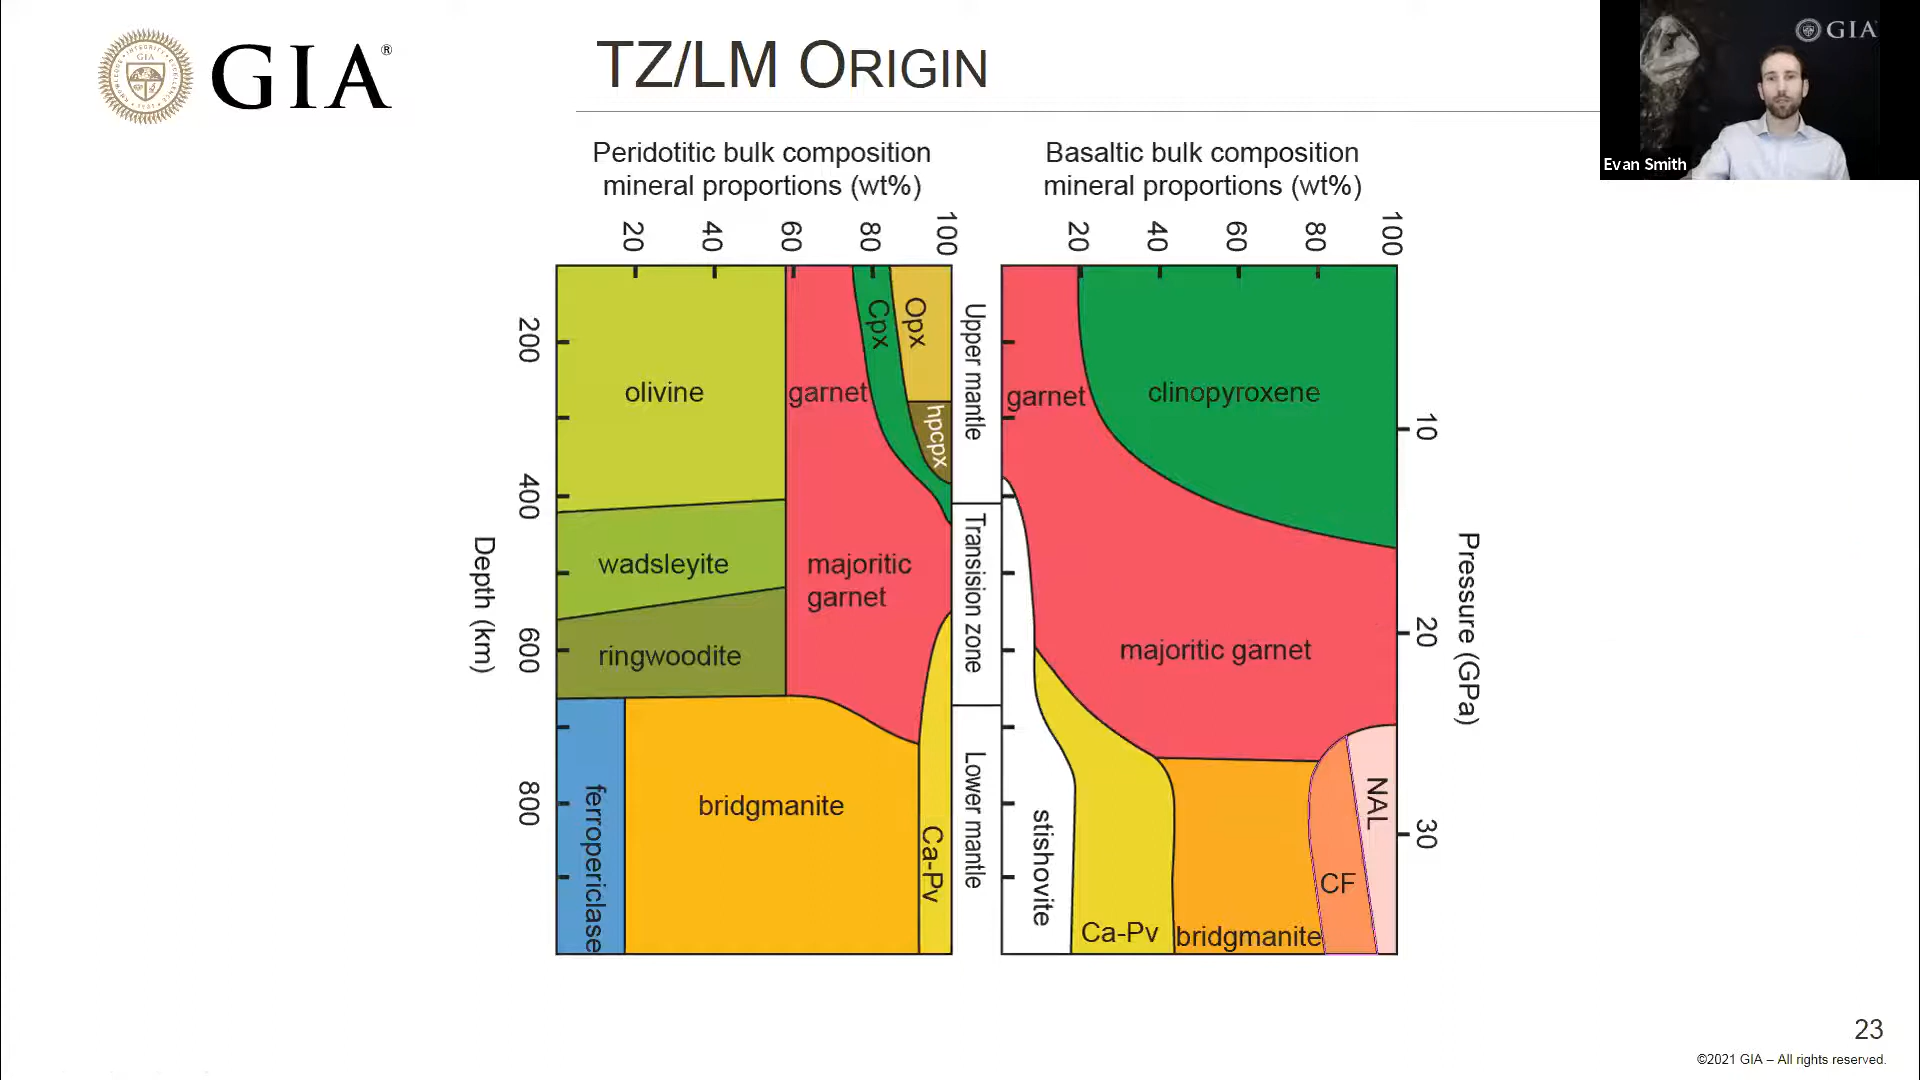 GIA®
TZ/LM ORIGIN
GIA
Evan Smith
Peridotitic bulk composition
mineral proportions (wt%)
Basaltic bulk composition
mineral proportions (wt%)
20 40 60 80 100
20 40 60 80 100
Depth (km)
200
400
600
800
olivine
wadsleyite
ringwoodite
ferropericlase
garnet
majoritic
garnet
bridgmanite
Cpx
Opx
hpcpx
Ca-Pv
Upper mantle
Transision zone
Lower mantle
garnet
clinopyroxene
majoritic garnet
stishovite
Ca-Pv
bridgmanite
CF
NAL
10
20
30
Pressure (GPa)
23
©2021 GIA – All rights reserved.